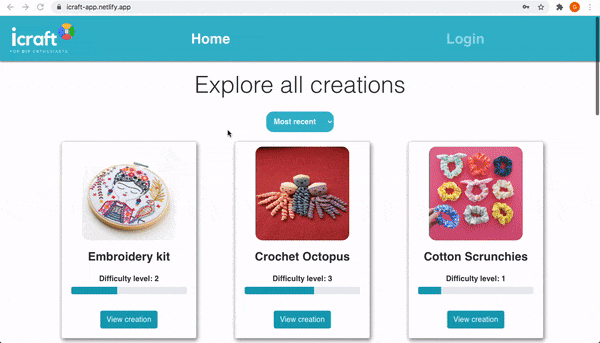 icraft-app.netlify.app
G
icraft
FOR DIY ENTHUSIASTS
Home
Login
Explore all creations
Most recent
Embroidery kit
Difficulty level: 2
View creation
Crochet Octopus
Difficulty level: 3
View creation
Cotton Scrunchies
Difficulty level: 1
View creation